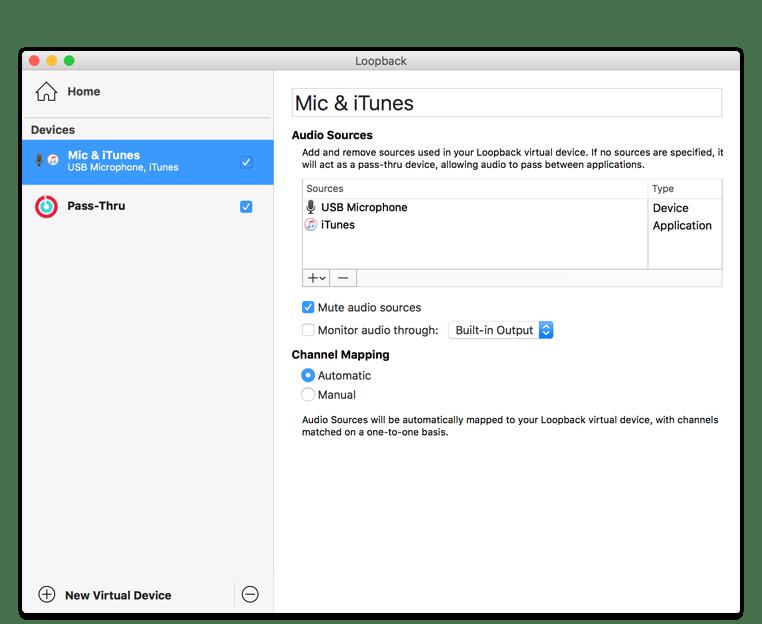 Loopback
Home
Devices
Mic & iTunes
USB Microphone, iTunes
Pass-Thru
New Virtual Device
Mic & iTunes
Audio Sources
Add and remove sources used in your Loopback virtual device. If no sources are specified, it
will act as a pass-thru device, allowing audio to pass between applications.
Sources Type
USB Microphone Device
iTunes Application
Mute audio sources
Monitor audio through: Built-in Output
Channel Mapping
Automatic
Manual
Audio Sources will be automatically mapped to your Loopback virtual device, with channels
matched on a one-to-one basis.